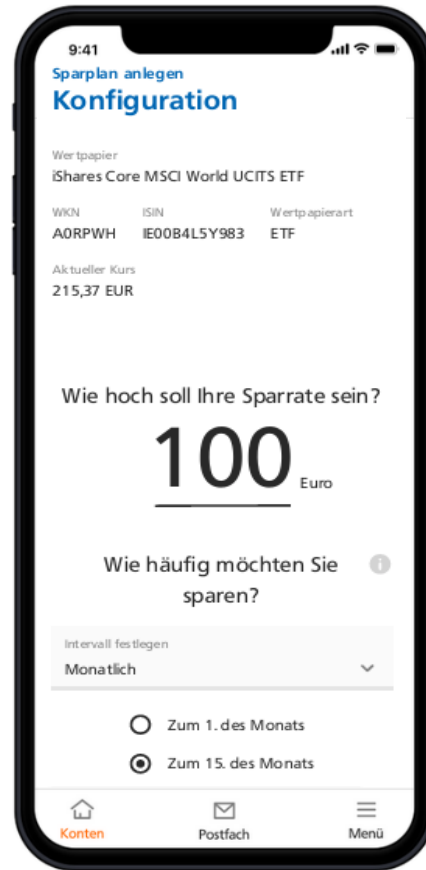 9:41
Sparplan anlegen
Konfiguration
Wertpapier
iShares Core MSCI World UCITS ETF
WKN ISIN Wertpapierart
A0RPWH IE00B4L5Y983 ETF
Aktueller Kurs
215,37 EUR
Wie hoch soll Ihre Sparrate sein?
100 Euro
Wie häufig möchten Sie
sparen?
Intervall festlegen
Monatlich
Zum 1. des Monats
Zum 15. des Monats
Konten Postfach Menü